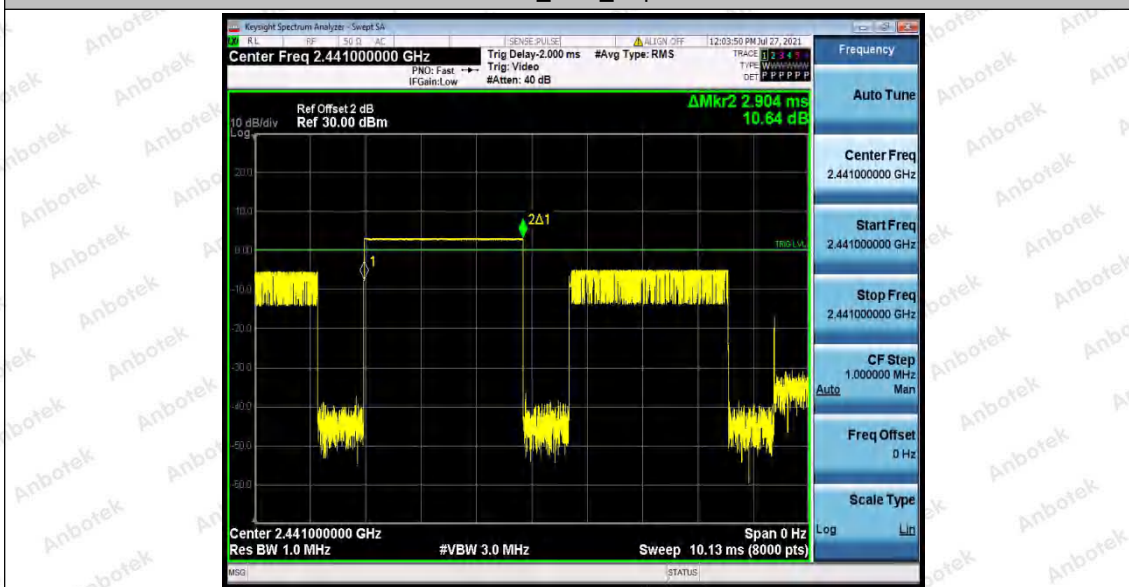 Keysight Spectrum Analyzer - Swept SA
RL RF 50 Ω AC SENSE:PULSE ALIGN OFF 12:03:50 PM Jul 27, 2021
Center Freq 2.441000000 GHz
PNO: Fast
IFGain:Low
Trig Delay-2.000 ms
Trig: Video
#Atten: 40 dB
#Avg Type: RMS
TRACE 1 2 3 4 5 6
TYPE WWWWWW
DET P P P P P P
Ref Offset 2 dB
10 dB/div Ref 30.00 dBm
Log
ΔMkr2 2.904 ms
10.64 dB
20.0
10.0
0.00
-10.0
-20.0
-30.0
-40.0
-50.0
-60.0
2Δ1
1
TRIG LVL
Center 2.441000000 GHz Span 0 Hz
Res BW 1.0 MHz #VBW 3.0 MHz Sweep 10.13 ms (8000 pts)
MSG STATUS
Frequency
Auto Tune
Center Freq
2.441000000 GHz
Start Freq
2.441000000 GHz
Stop Freq
2.441000000 GHz
CF Step
1.000000 MHz
Auto Man
Freq Offset
0 Hz
Scale Type
Log Lin
Anbotek